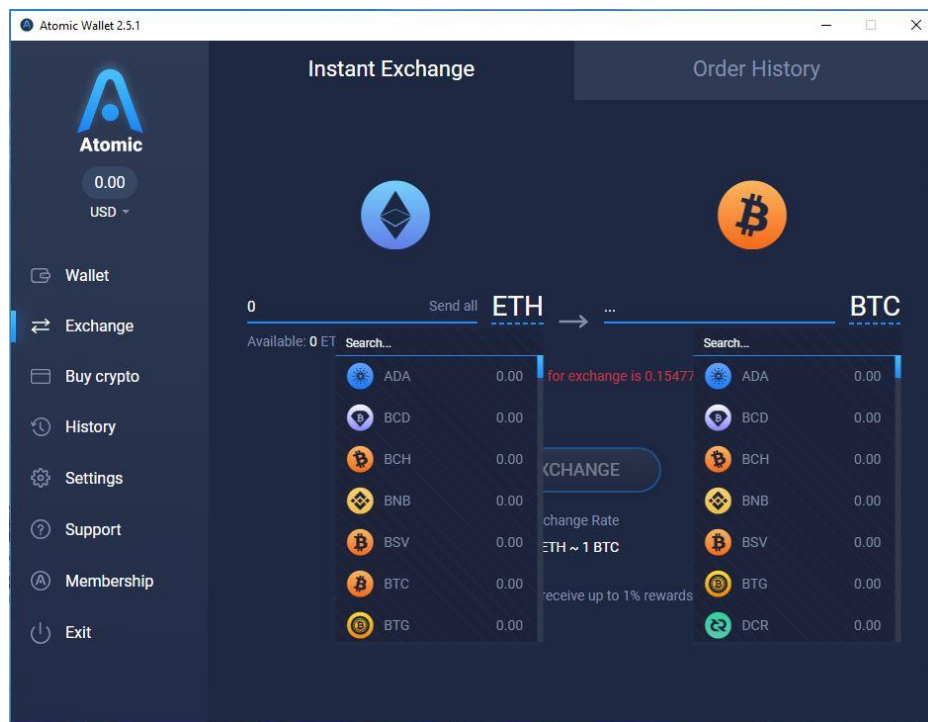 Atomic Wallet 2.5.1
Atomic
0.00
USD
Wallet
Exchange
Buy crypto
History
Settings
Support
Membership
Exit
Instant Exchange
Order History
0 Send all ETH
... BTC
Available: 0 ET
for exchange is 0.15477
XCHANGE
change Rate
ETH ~ 1 BTC
receive up to 1% rewards
Search...
ADA 0.00
BCD 0.00
BCH 0.00
BNB 0.00
BSV 0.00
BTC 0.00
BTG 0.00
Search...
ADA 0.00
BCD 0.00
BCH 0.00
BNB 0.00
BSV 0.00
BTG 0.00
DCR 0.00